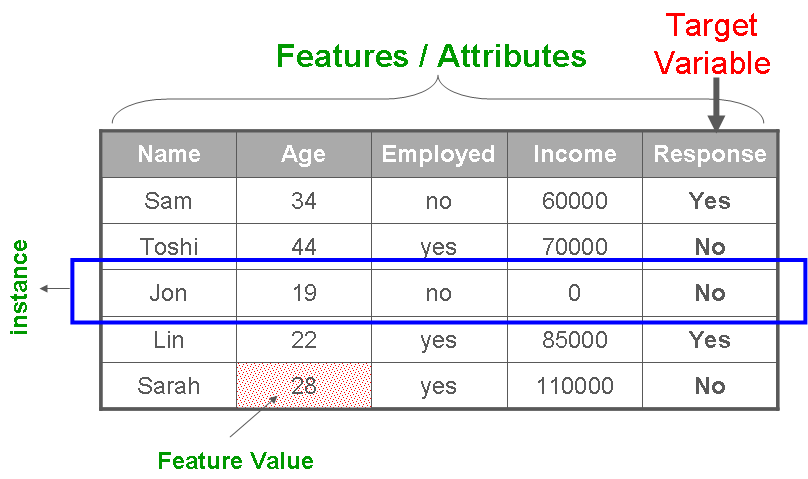 Target
Variable
Features / Attributes
Name Age Employed Income Response
Sam 34 no 60000 Yes
Toshi 44 yes 70000 No
instance
Jon 19 no 0 No
Lin 22 yes 85000 Yes
Sarah 28 yes 110000 No
Feature Value